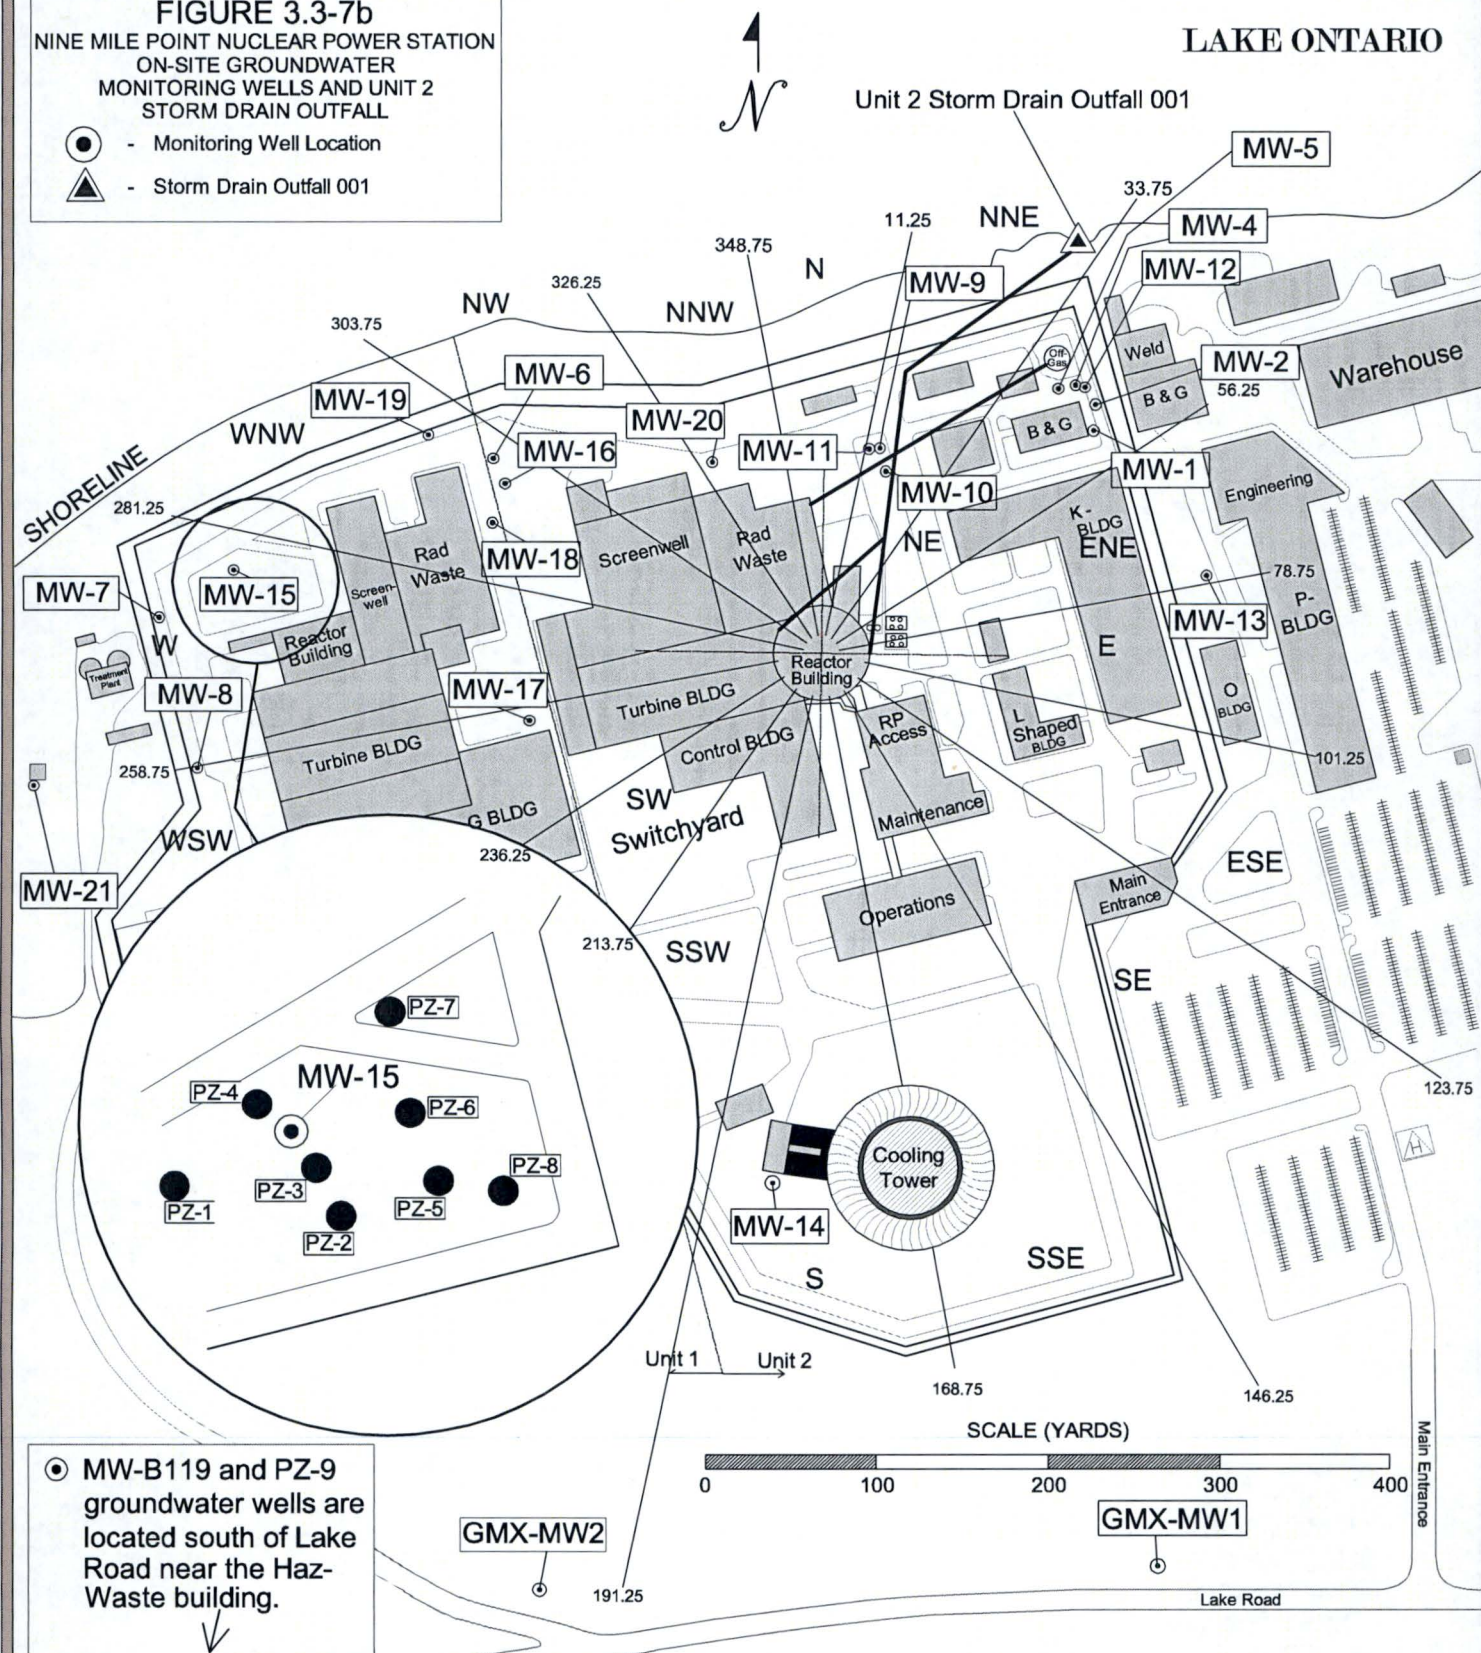 FIGURE 3.3-7b
NINE MILE POINT NUCLEAR POWER STATION
ON-SITE GROUNDWATER
MONITORING WELLS AND UNIT 2
STORM DRAIN OUTFALL
- Monitoring Well Location
- Storm Drain Outfall 001
N
LAKE ONTARIO
Unit 2 Storm Drain Outfall 001
MW-5
33.75
11.25
NNE
MW-4
348.75
N
MW-12
326.25
MW-9
NW
NNW
303.75
Off-
Gas
Weld
MW-2
Warehouse
MW-6
56.25
B & G
MW-19
MW-20
B & G
WNW
MW-16
MW-11
MW-1
SHORELINE
MW-10
Engineering
281.25
K-
BLDG
Rad
Waste
Screenwell
Rad
Waste
NE
ENE
MW-18
78.75
MW-7
MW-15
Screen-
well
P-
BLDG
MW-13
W
Reactor
Building
E
Treatment
Plant
Reactor
Building
MW-8
MW-17
Turbine BLDG
O
BLDG
L
Shaped
BLDG
RP
Access
Turbine BLDG
Control BLDG
258.75
101.25
SW
Switchyard
G BLDG
Maintenance
WSW
236.25
ESE
MW-21
Main
Entrance
Operations
213.75
SSW
SE
PZ-7
MW-15
PZ-4
PZ-6
123.75
H
PZ-8
Cooling
Tower
PZ-3
PZ-5
PZ-1
PZ-2
MW-14
SSE
S
Unit 1
Unit 2
168.75
146.25
SCALE (YARDS)
0 100 200 300 400
Main Entrance
MW-B119 and PZ-9
groundwater wells are
located south of Lake
Road near the Haz-
Waste building.
GMX-MW2
GMX-MW1
191.25
Lake Road